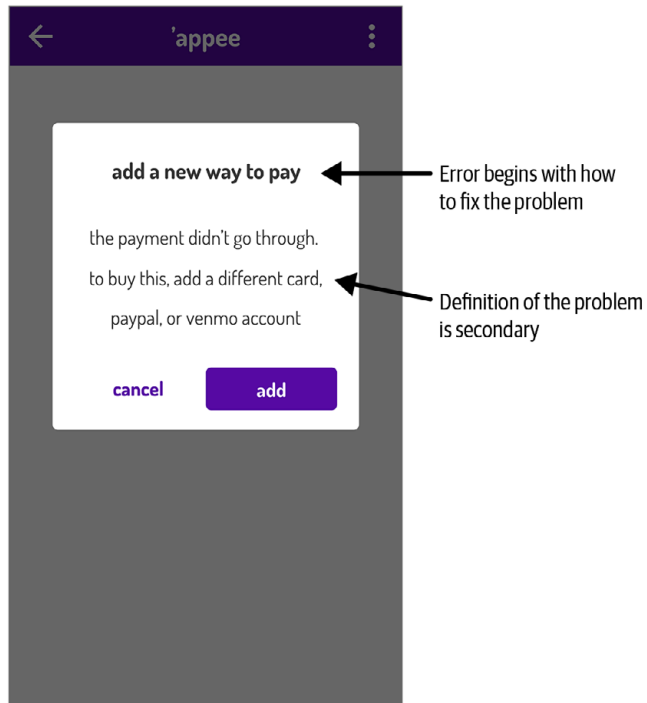 'appee
add a new way to pay
the payment didn't go through.
to buy this, add a different card,
paypal, or venmo account
cancel
add
Error begins with how
to fix the problem
Definition of the problem
is secondary